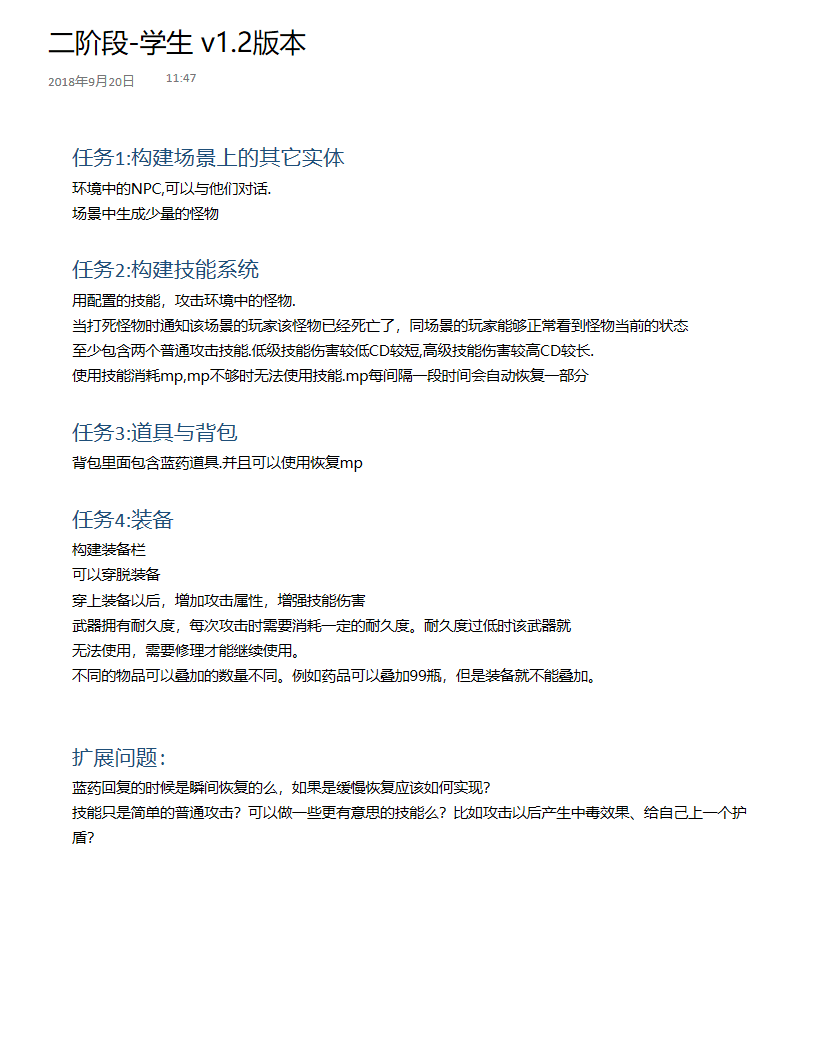 二阶段-学生 v1.2版本
2018年9月20日 11:47
任务1:构建场景上的其它实体
环境中的NPC,可以与他们对话.
场景中生成少量的怪物
任务2:构建技能系统
用配置的技能，攻击环境中的怪物.
当打死怪物时通知该场景的玩家该怪物已经死亡了，同场景的玩家能够正常看到怪物当前的状态
至少包含两个普通攻击技能.低级技能伤害较低CD较短,高级技能伤害较高CD较长.
使用技能消耗mp,mp不够时无法使用技能.mp每间隔一段时间会自动恢复一部分
任务3:道具与背包
背包里面包含蓝药道具.并且可以使用恢复mp
任务4:装备
构建装备栏
可以穿脱装备
穿上装备以后，增加攻击属性，增强技能伤害
武器拥有耐久度，每次攻击时需要消耗一定的耐久度。耐久度过低时该武器就
无法使用，需要修理才能继续使用。
不同的物品可以叠加的数量不同。例如药品可以叠加99瓶，但是装备就不能叠加。
扩展问题：
蓝药回复的时候是瞬间恢复的么，如果是缓慢恢复应该如何实现？
技能只是简单的普通攻击？可以做一些更有意思的技能么？比如攻击以后产生中毒效果、给自己上一个护
盾？